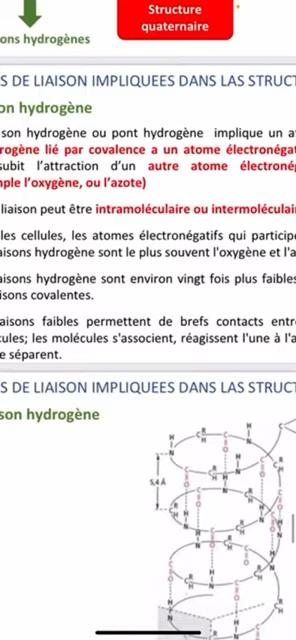 Structure
quaternaire
ons hydrogènes
S DE LIAISON IMPLIQUEES DANS LAS STRUCT
on hydrogène
son hydrogène ou pont hydrogène implique un a
rogène lié par covalence a un atome électronégat
subit l'attraction d'un autre atome électronég
ple l'oxygène, ou l'azote)
liaison peut être intramoléculaire ou intermoléculai
les cellules, les atomes électronégatifs qui particip
aisons hydrogène sont le plus souvent l'oxygène et l'a
aisons hydrogène sont environ vingt fois plus faibles
isons covalentes.
aisons faibles permettent de brefs contacts entr
cules; les molécules s'associent, réagissent l'une à l'a
e séparent.
S DE LIAISON IMPLIQUEES DANS LAS STRUCT
son hydrogène
5,4 Å